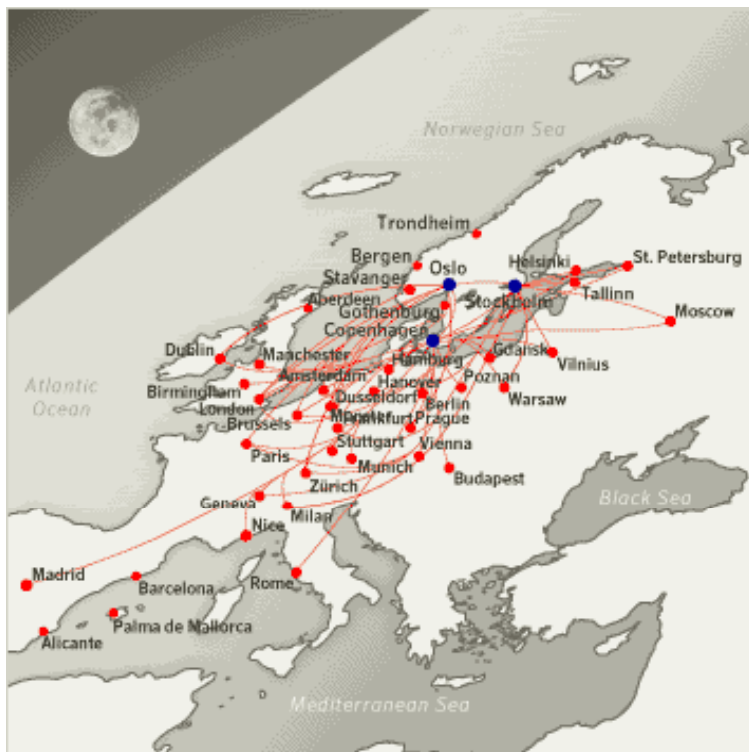 Norwegian Sea
Trondheim
Bergen
Oslo
Helsinki
St. Petersburg
Stavanger
Aberdeen
Gothenburg
Stockholm
Tallinn
Copenhagen
Moscow
Dublin
Manchester
Hamburg
Gdansk
Vilnius
Atlantic
Ocean
Birmingham
Amsterdam
Hanover
Poznan
London
Dusseldorf
Berlin
Warsaw
Brussels
Münster
Frankfurt
Prague
Paris
Stuttgart
Vienna
Munich
Budapest
Zürich
Geneva
Milan
Black Sea
Nice
Madrid
Barcelona
Rome
Alicante
Palma de Mallorca
Mediterranean Sea